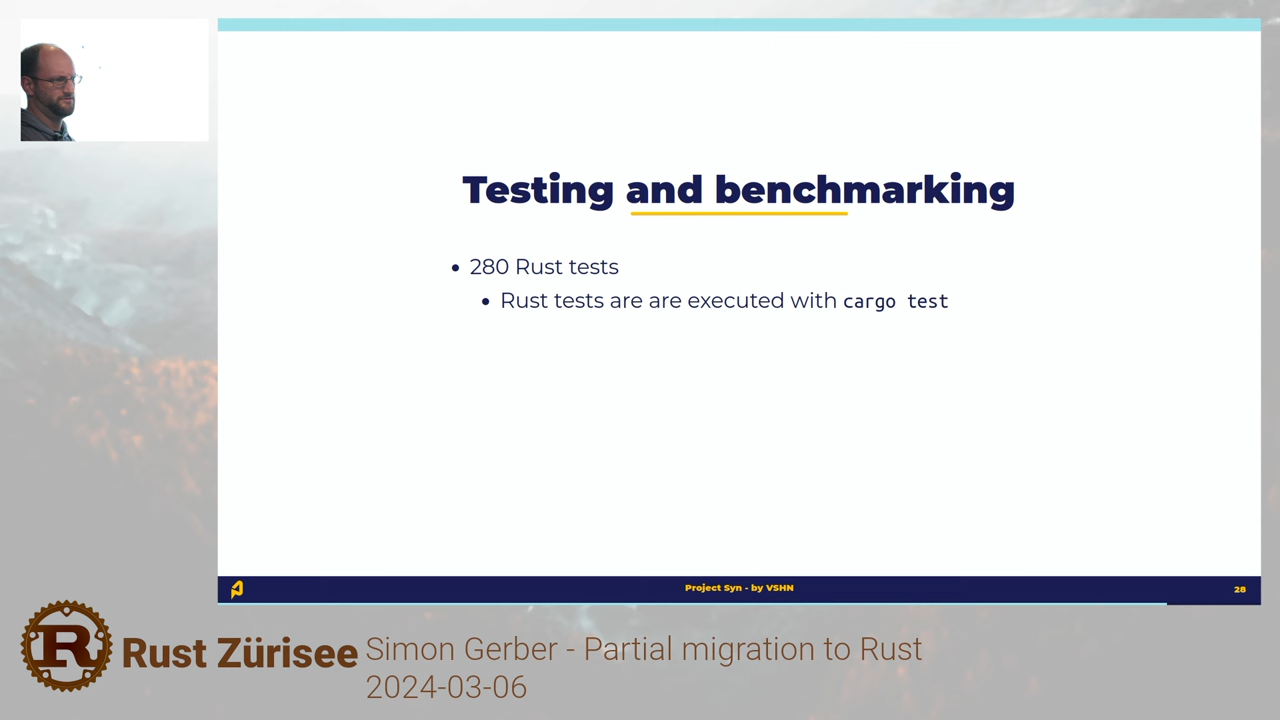 Testing and benchmarking
280 Rust tests
Rust tests are are executed with cargo test
Project Syn - by VSHN
28
R
Rust Zürisee
Simon Gerber - Partial migration to Rust
2024-03-06